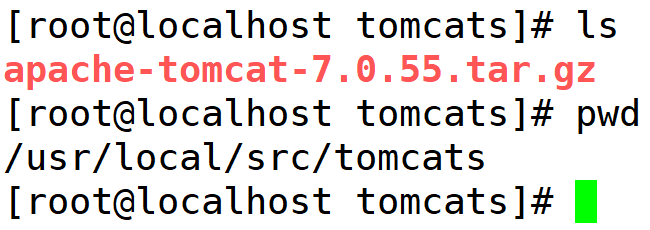 [root@localhost tomcats]# ls
apache-tomcat-7.0.55.tar.gz
[root@localhost tomcats]# pwd
/usr/local/src/tomcats
[root@localhost tomcats]#